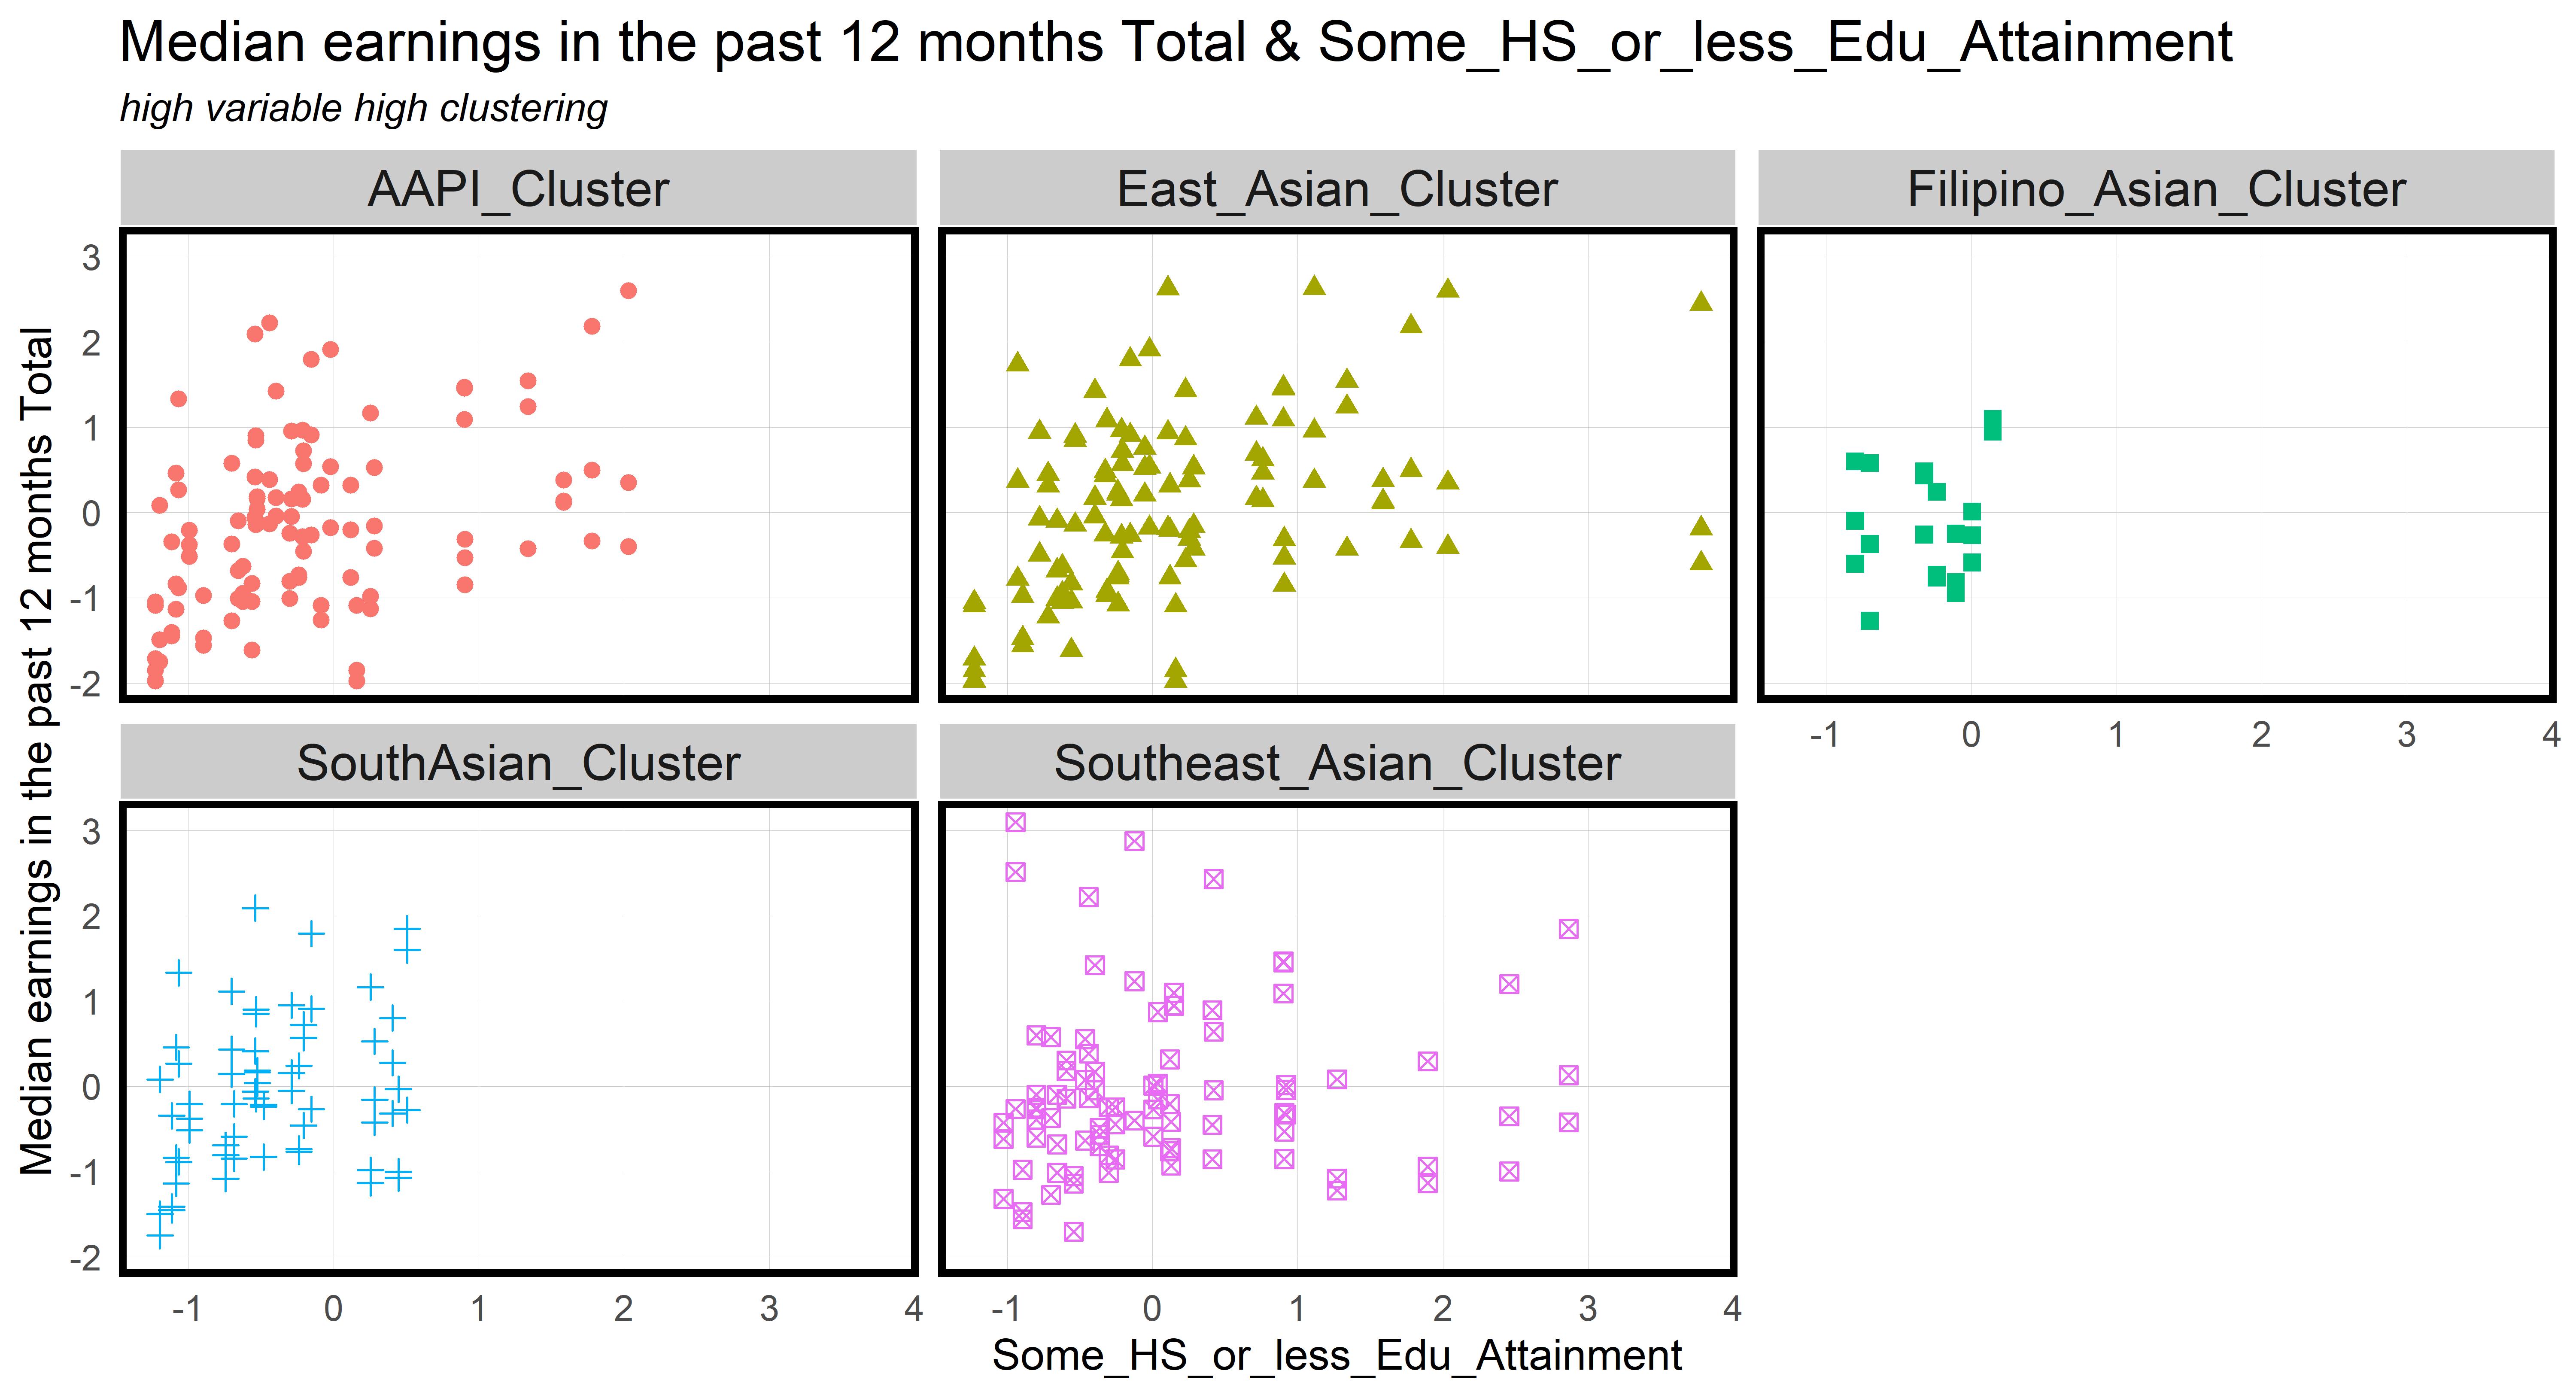 Median earnings in the past 12 months Total & Some_HS_or_less_Edu_Attainment
high variable high clustering
AAPI_Cluster
East_Asian_Cluster
Filipino_Asian_Cluster
Median earnings in the past 12 months Total
3
2
1
0
-1
-2
-1 0 1 2 3 4
SouthAsian_Cluster
Southeast_Asian_Cluster
3
2
1
0
-1
-2
-1 0 1 2 3 4
-1 0 1 2 3 4
Some_HS_or_less_Edu_Attainment